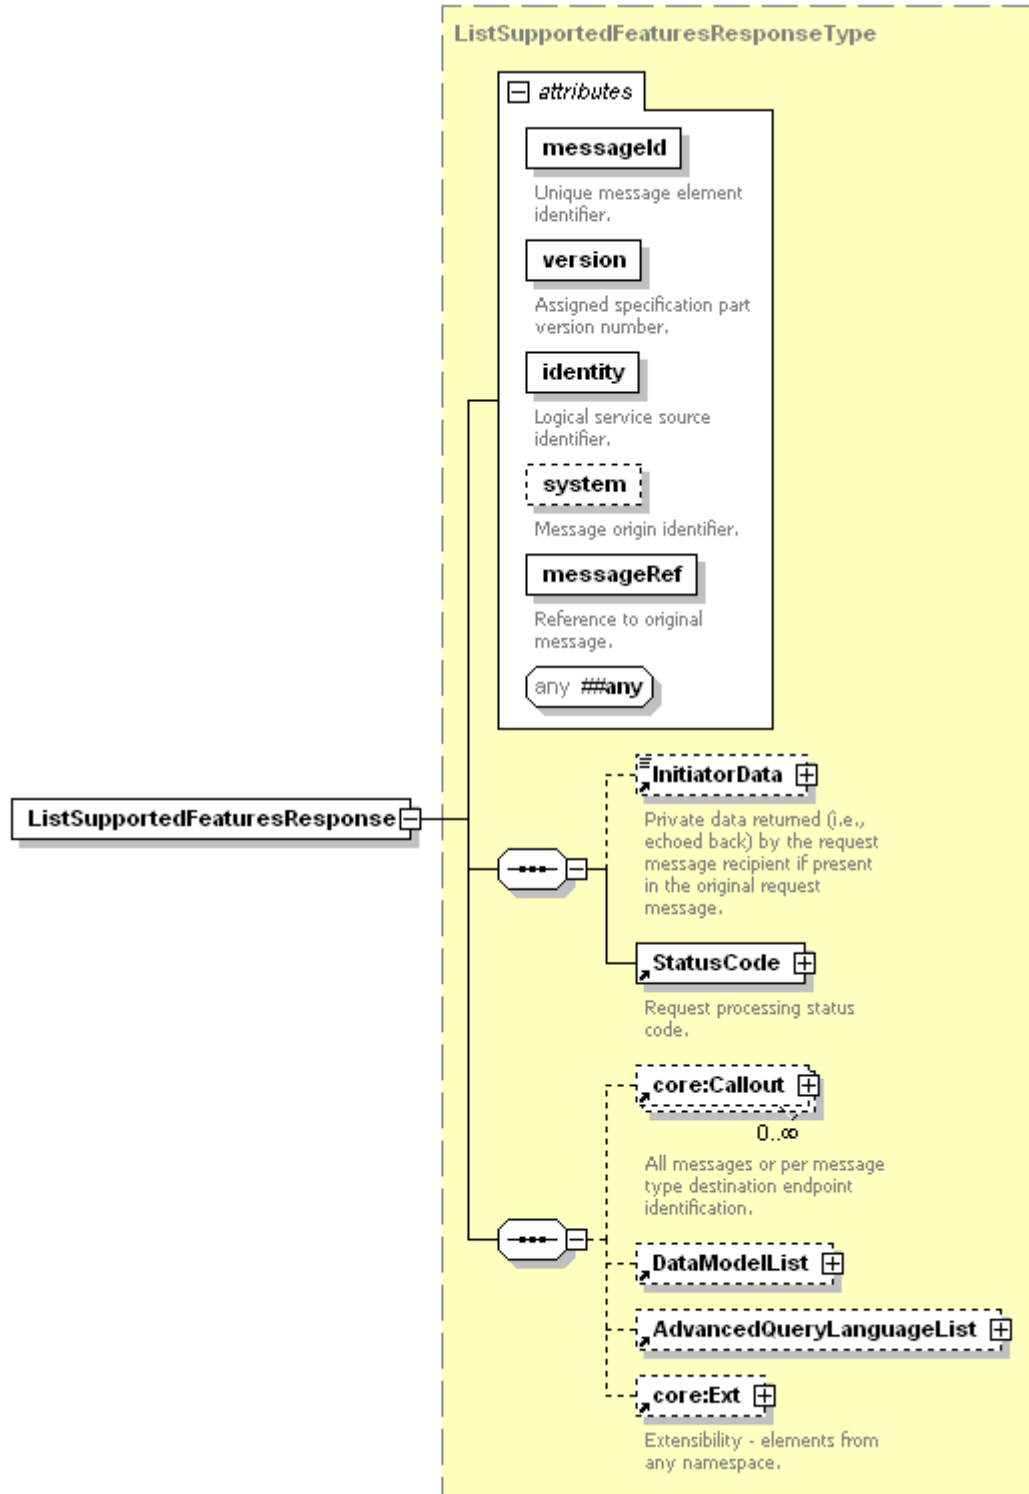 ListSupportedFeaturesResponseType
attributes
messageId
Unique message element
identifier.
version
Assigned specification part
version number.
identity
Logical service source
identifier.
system
Message origin identifier.
messageRef
Reference to original
message.
any ##any
ListSupportedFeaturesResponse
InitiatorData
Private data returned (i.e.,
echoed back) by the request
message recipient if present
in the original request
message.
StatusCode
Request processing status
code.
core:Callout
0..∞
All messages or per message
type destination endpoint
identification.
DataModelList
AdvancedQueryLanguageList
core:Ext
Extensibility - elements from
any namespace.